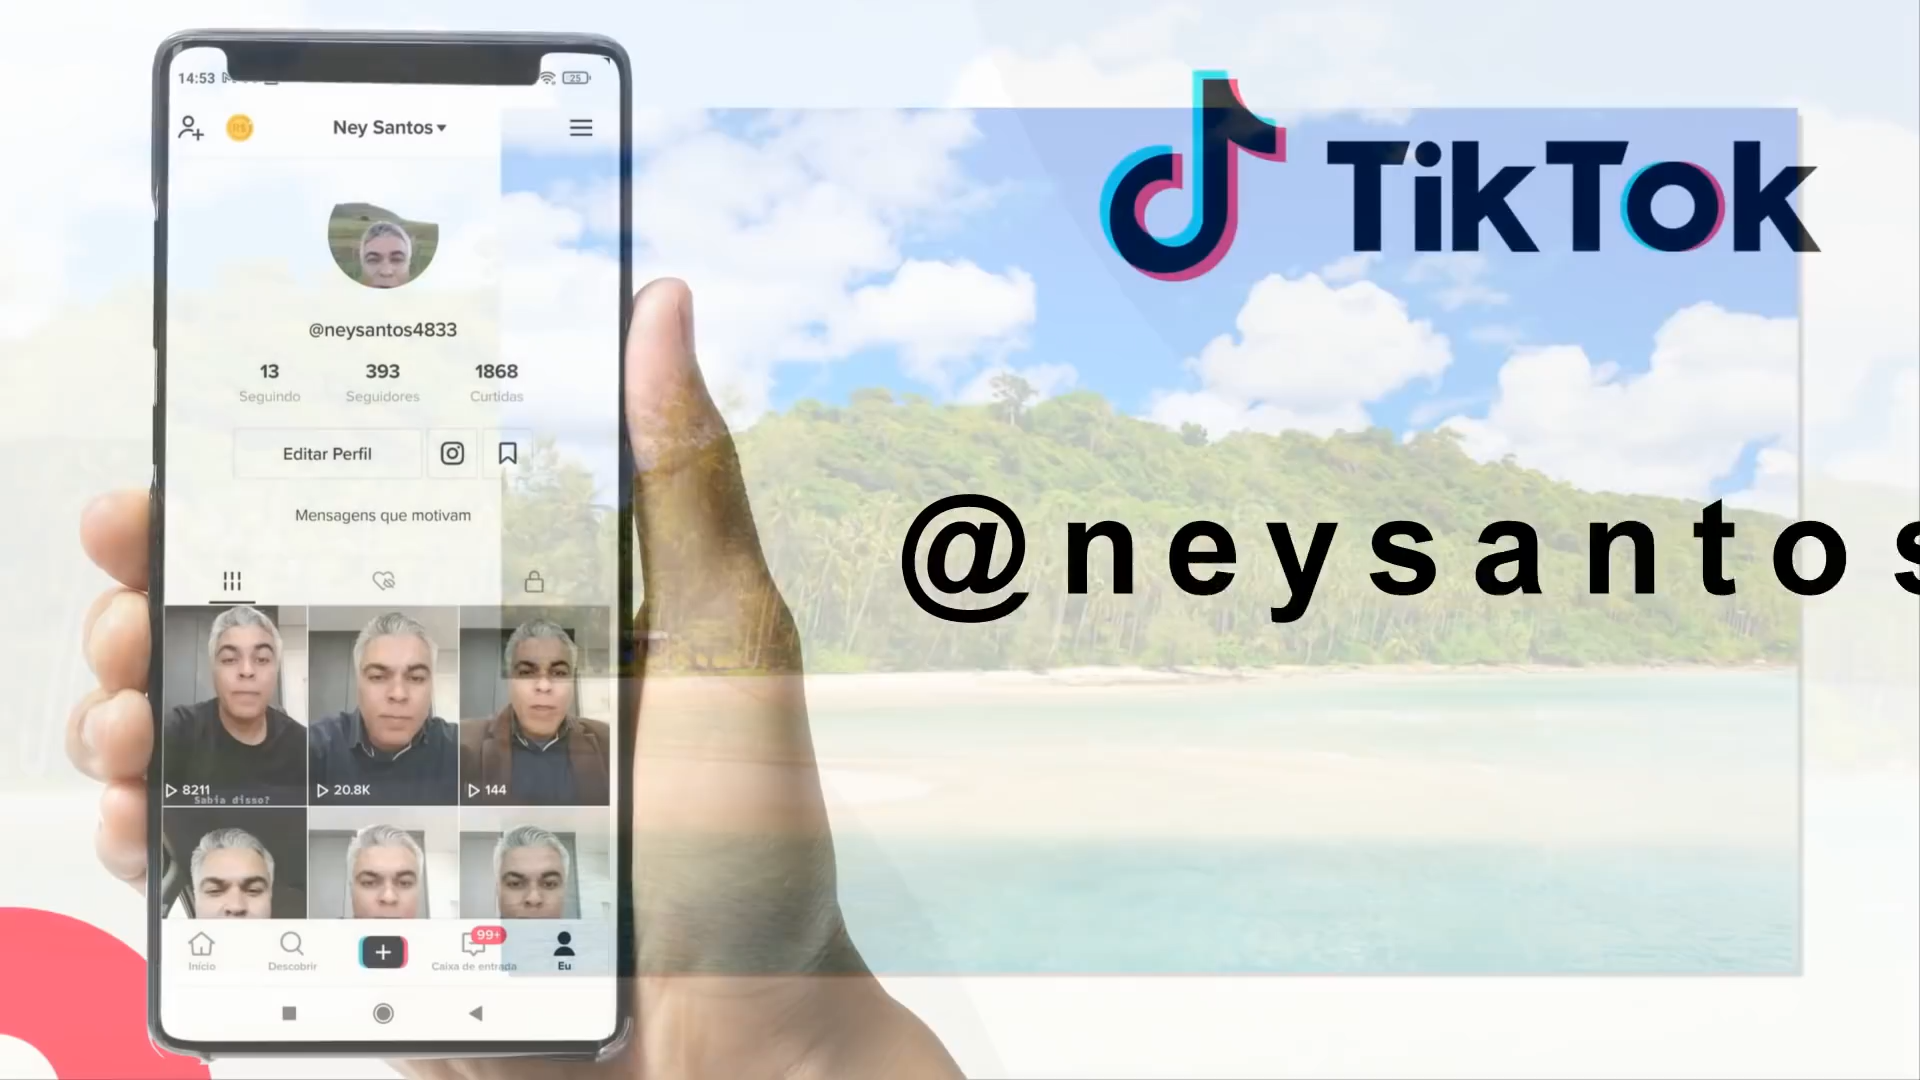 14:53
25
Ney Santos
@neysantos4833
13 393 1868
Seguindo Seguidores Curtidas
Editar Perfil
Mensagens que motivam
8211 20.8K 144
Sabia disso?
99+
Início Descobrir Caixa de entrada Eu
TikTok
@neysantos